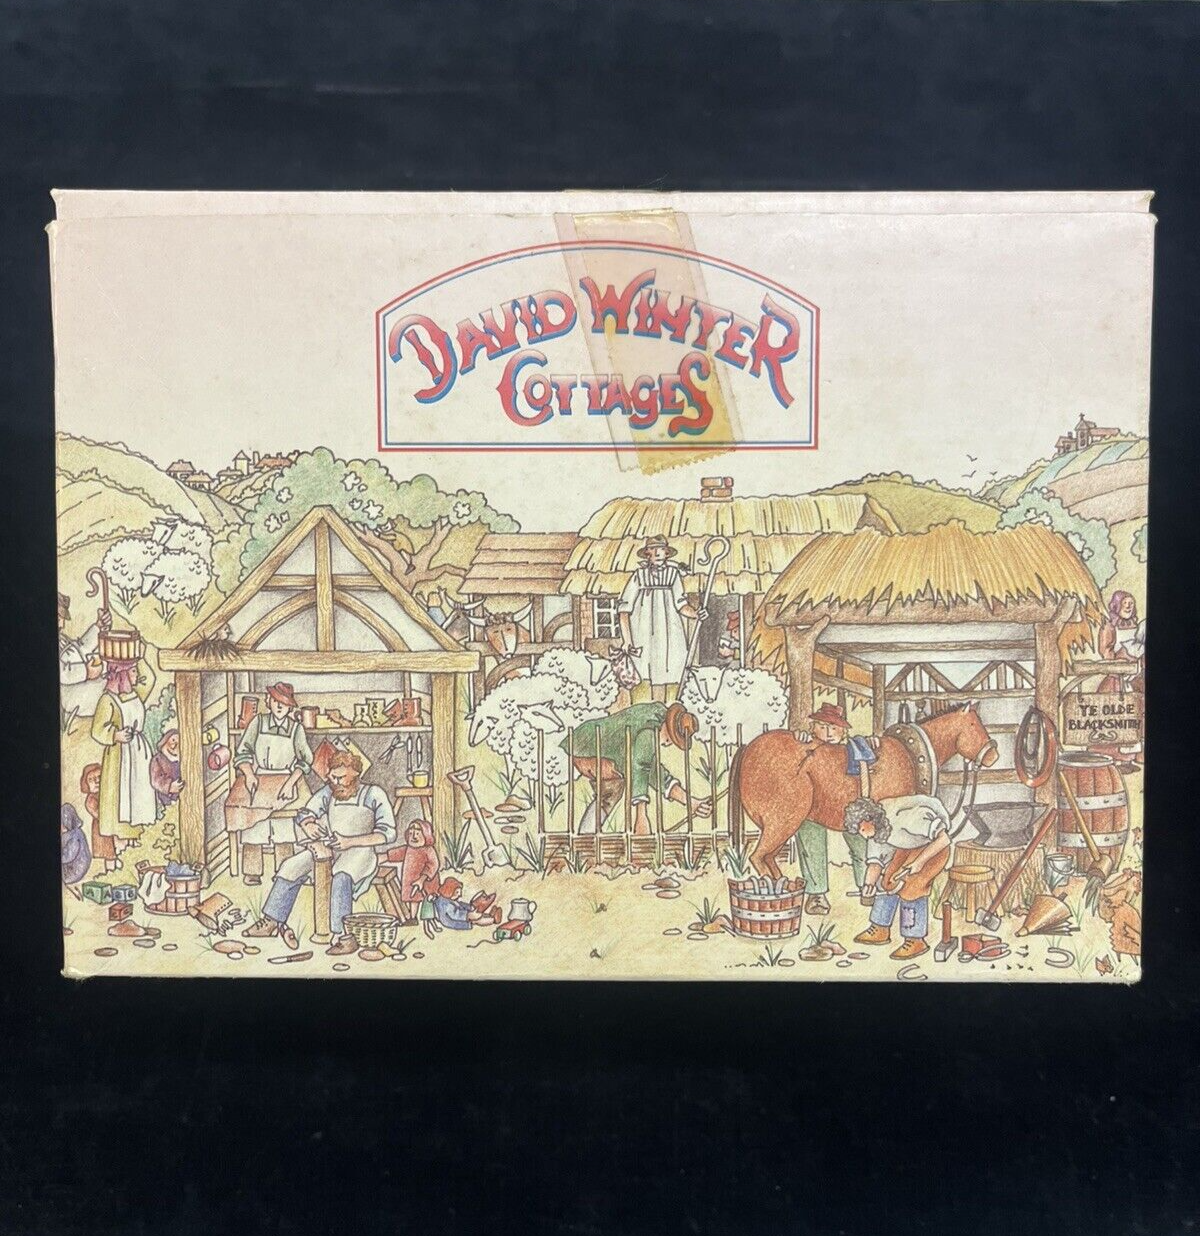 DAVID WINTER
COTTAGES
YE OLDE
BLACKSMITH